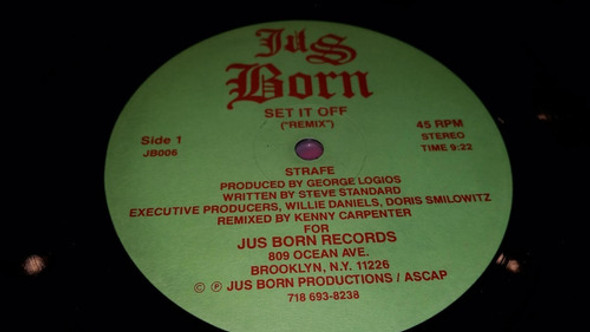 Jus
Born
SET IT OFF
("REMIX")
Side 1
JB006
45 RPM
STEREO
TIME 9:22
STRAFE
PRODUCED BY GEORGE LOGIOS
WRITTEN BY STEVE STANDARD
EXECUTIVE PRODUCERS, WILLIE DANIELS, DORIS SMILOWITZ
REMIXED BY KENNY CARPENTER
FOR
JUS BORN RECORDS
809 OCEAN AVE.
BROOKLYN, N.Y. 11226
© ℗ JUS BORN PRODUCTIONS / ASCAP
718 693-8238